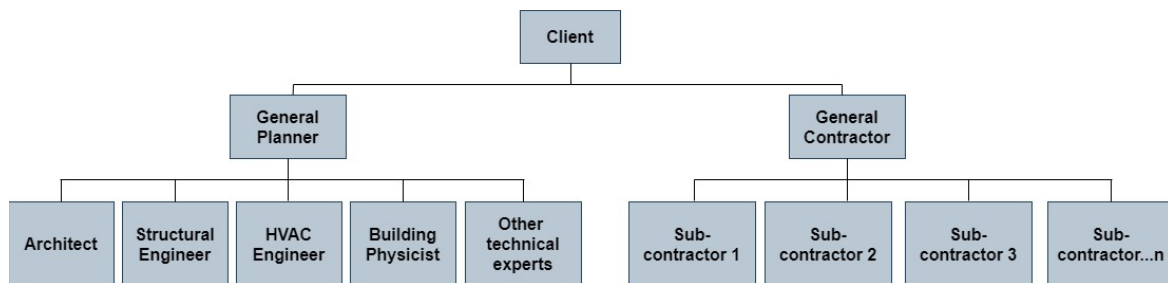 Client
General
Planner
General
Contractor
Architect
Structural
Engineer
HVAC
Engineer
Building
Physicist
Other
technical
experts
Sub-
contractor 1
Sub-
contractor 2
Sub-
contractor 3
Sub-
contractor...n